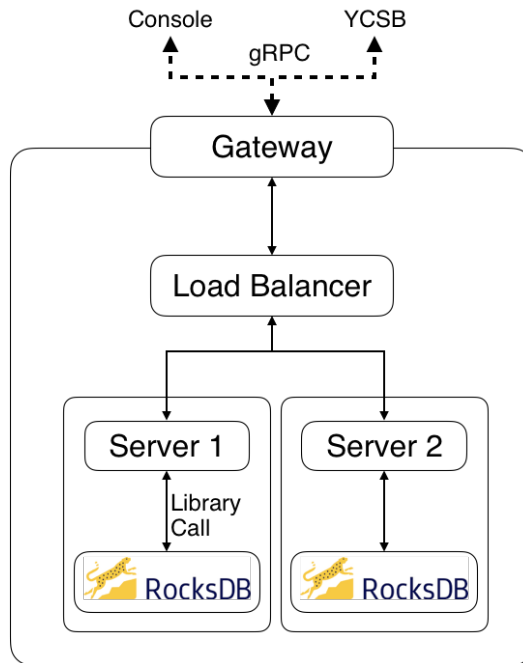 Console
YCSB
gRPC
Gateway
Load Balancer
Server 1
Server 2
Library
Call
RocksDB
RocksDB